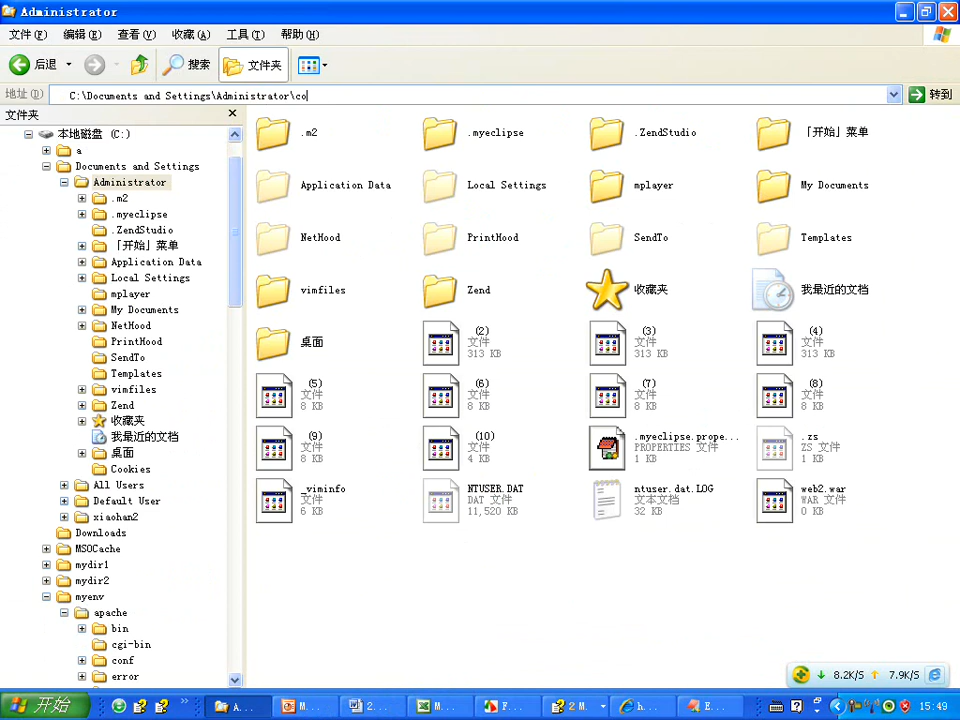 Administrator
文件(F) 编辑(E) 查看(V) 收藏(A) 工具(T) 帮助(H)
后退 搜索 文件夹
地址(D) C:\Documents and Settings\Administrator\co 转到
文件夹
本地磁盘 (C:)
a
Documents and Settings
Administrator
.m2
.myeclipse
.ZendStudio
「开始」菜单
Application Data
Local Settings
mplayer
My Documents
NetHood
PrintHood
SendTo
Templates
vimfiles
Zend
收藏夹
我最近的文档
桌面
Cookies
All Users
Default User
xiaohan2
Downloads
MSOCache
mydir1
mydir2
myenv
apache
bin
cgi-bin
conf
error
.m2 .myeclipse .ZendStudio 「开始」菜单
Application Data Local Settings mplayer My Documents
NetHood PrintHood SendTo Templates
vimfiles Zend 收藏夹 我最近的文档
桌面 (2) (3) (4)
文件 文件 文件
313 KB 313 KB 313 KB
(5) (6) (7) (8)
文件 文件 文件 文件
8 KB 8 KB 8 KB 8 KB
(9) (10) .myeclipse.prope... .zs
文件 文件 PROPERTIES 文件 ZS 文件
8 KB 4 KB 1 KB 1 KB
_viminfo NTUSER.DAT ntuser.dat.LOG web2.war
文件 DAT 文件 文本文档 WAR 文件
6 KB 11,520 KB 32 KB 0 KB
8.2K/S 7.9K/S
开始 A... M... 2... M... F... 2 M... h... E... 15:49